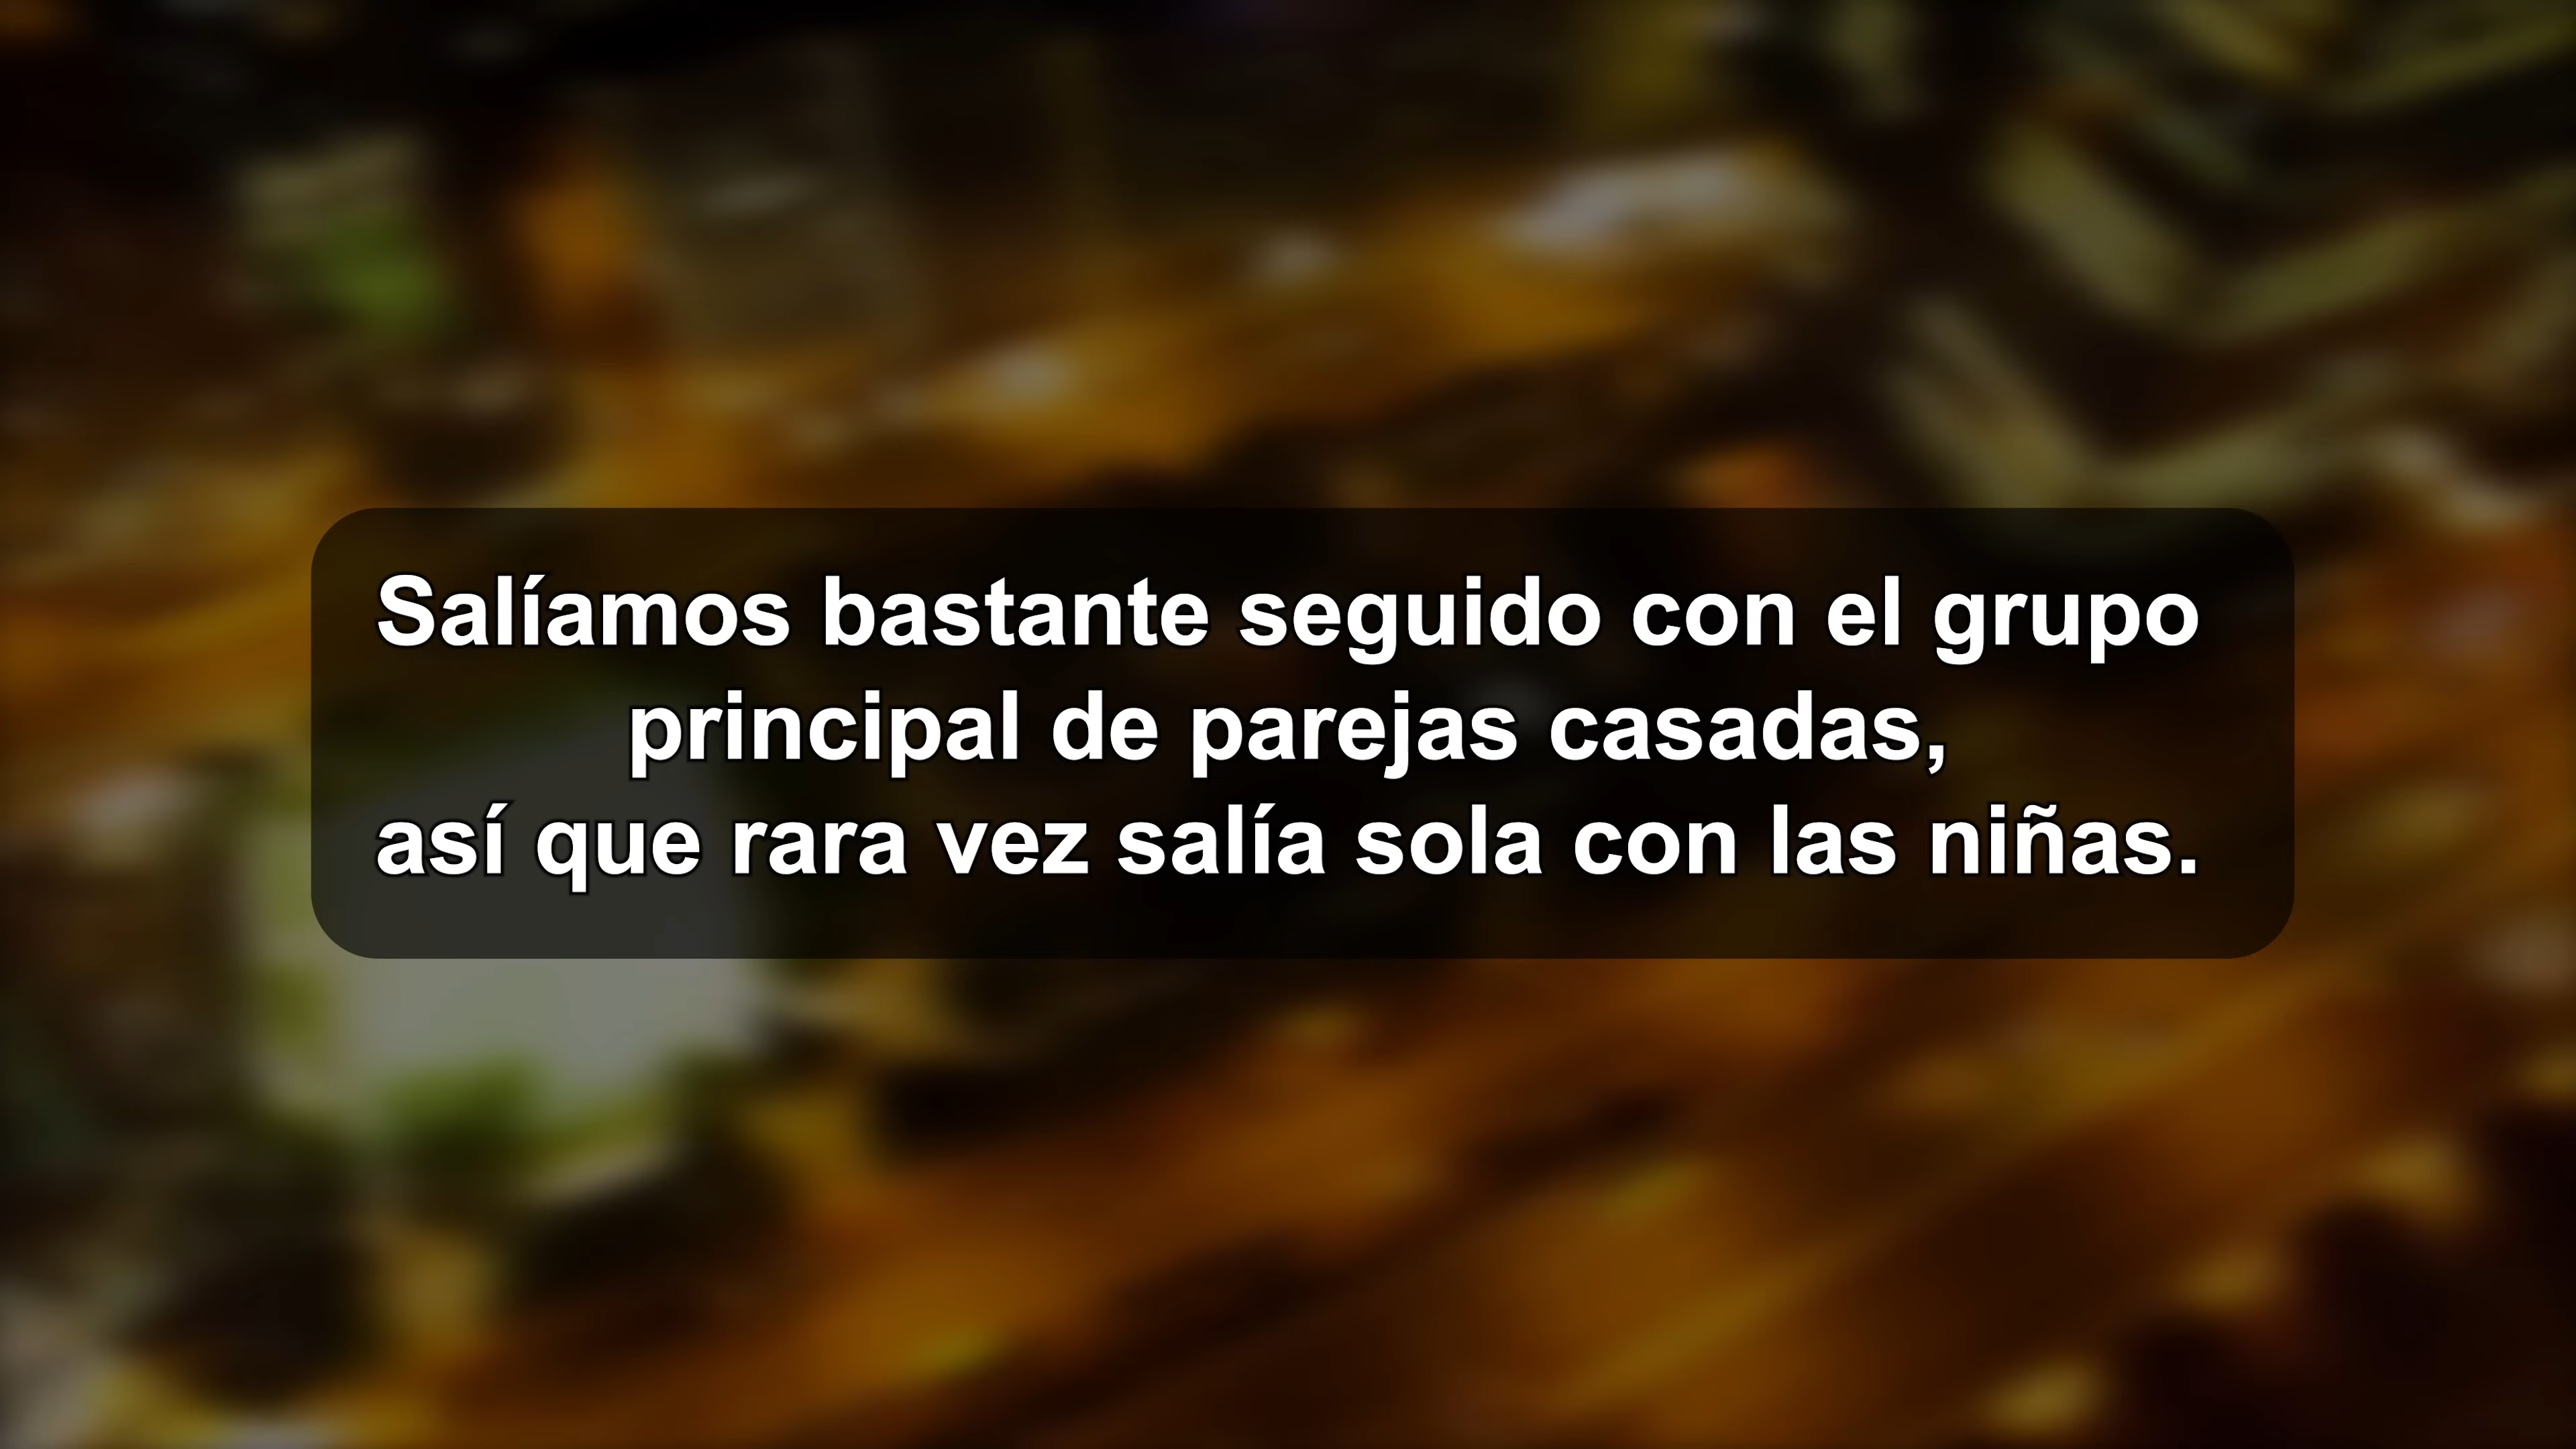 Salíamos bastante seguido con el grupo
principal de parejas casadas,
así que rara vez salía sola con las niñas.